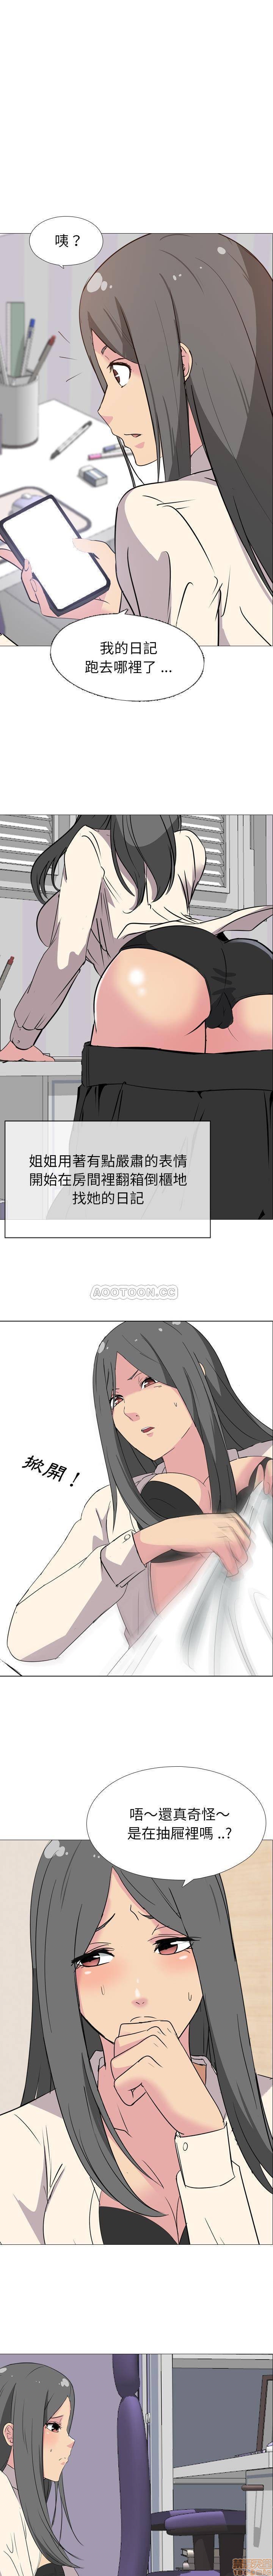 咦？
我的日記
跑去哪裡了 ...
姐姐用著有點嚴肅的表情
開始在房間裡翻箱倒櫃地
找她的日記
AOOTOON.CC
掀開！
唔～還真奇怪～
是在抽屜裡嗎 ..?